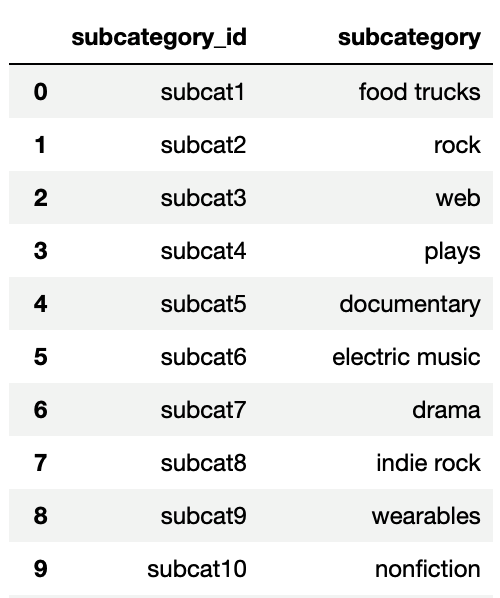 subcategory_id subcategory
0 subcat1 food trucks
1 subcat2 rock
2 subcat3 web
3 subcat4 plays
4 subcat5 documentary
5 subcat6 electric music
6 subcat7 drama
7 subcat8 indie rock
8 subcat9 wearables
9 subcat10 nonfiction